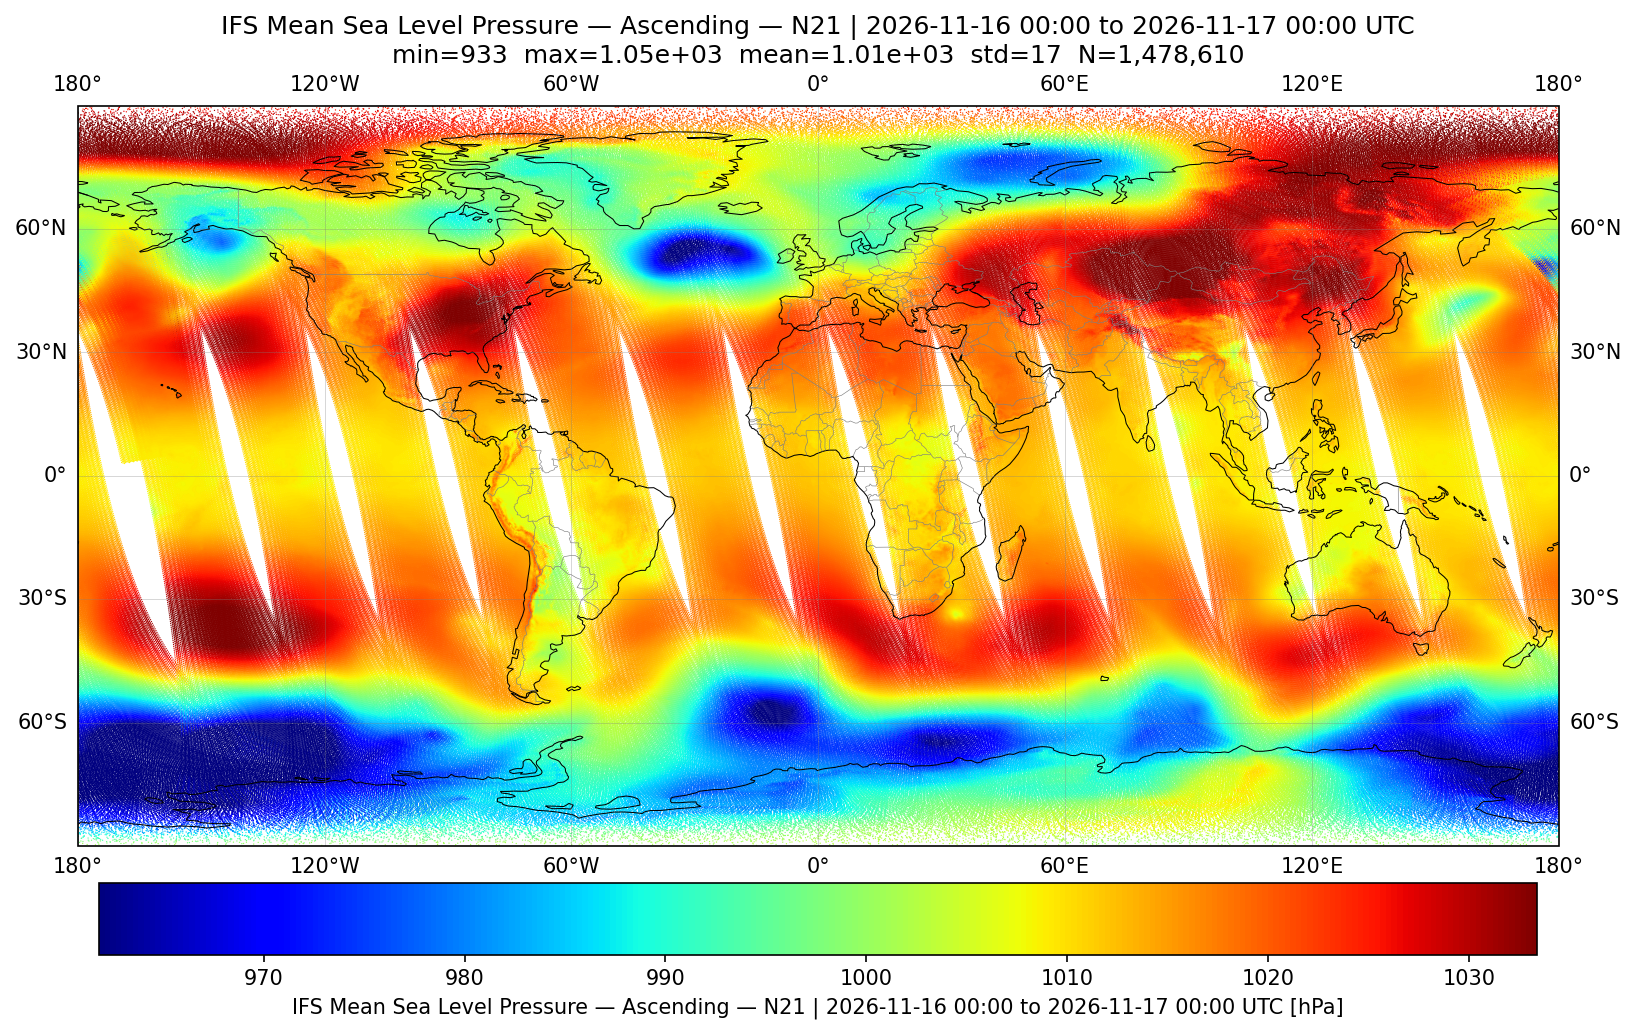 IFS Mean Sea Level Pressure — Ascending — N21 | 2026-11-16 00:00 to 2026-11-17 00:00 UTC
min=933 max=1.05e+03 mean=1.01e+03 std=17 N=1,478,610
180° 120°W 60°W 0° 60°E 120°E 180°
60°N 60°N
30°N 30°N
0° 0°
30°S 30°S
60°S 60°S
180° 120°W 60°W 0° 60°E 120°E 180°
970 980 990 1000 1010 1020 1030
IFS Mean Sea Level Pressure — Ascending — N21 | 2026-11-16 00:00 to 2026-11-17 00:00 UTC [hPa]